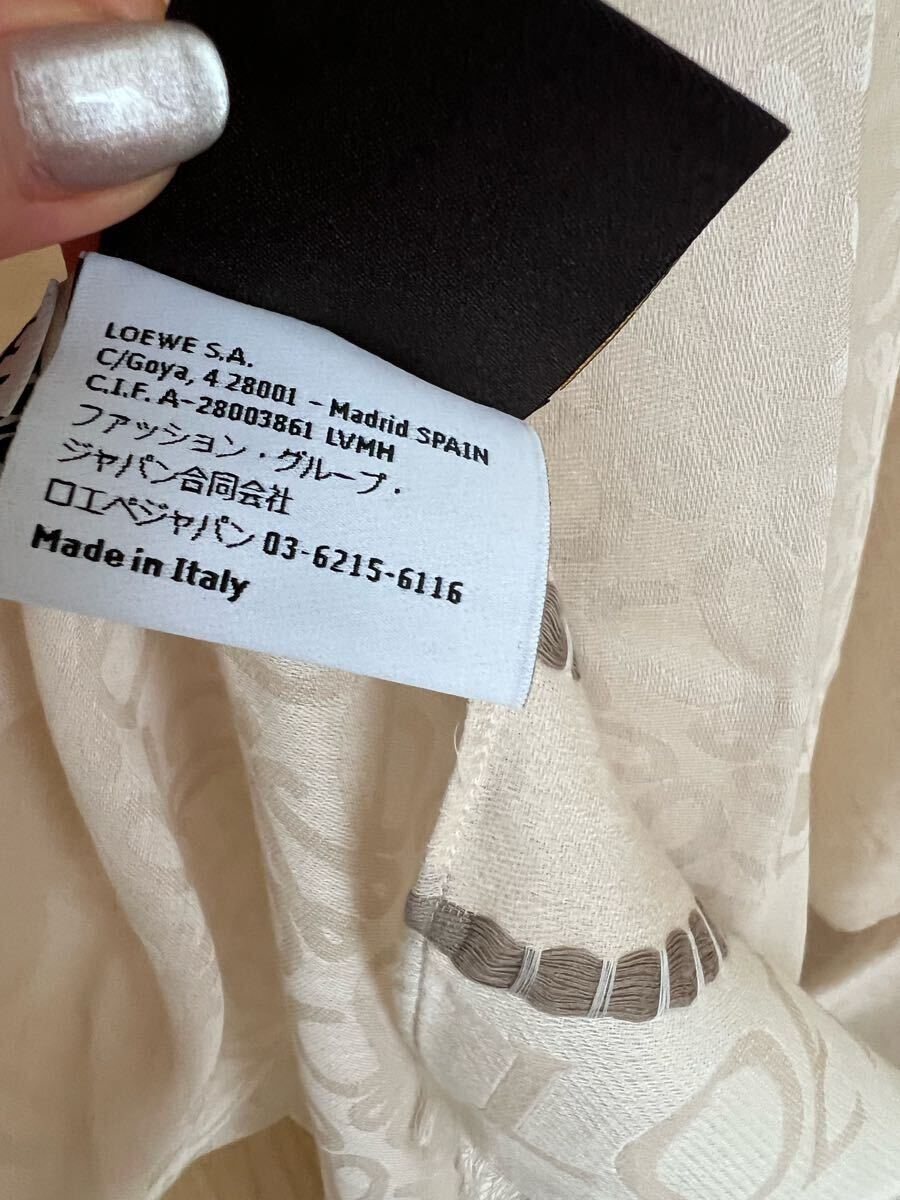 LOEWE S.A.
C/Goya, 4 28001 - Madrid SPAIN
C.I.F. A-28003861 LVMH
ファッション・グループ・
ジャパン合同会社
ロエベジャパン 03-6215-6116
Made in Italy